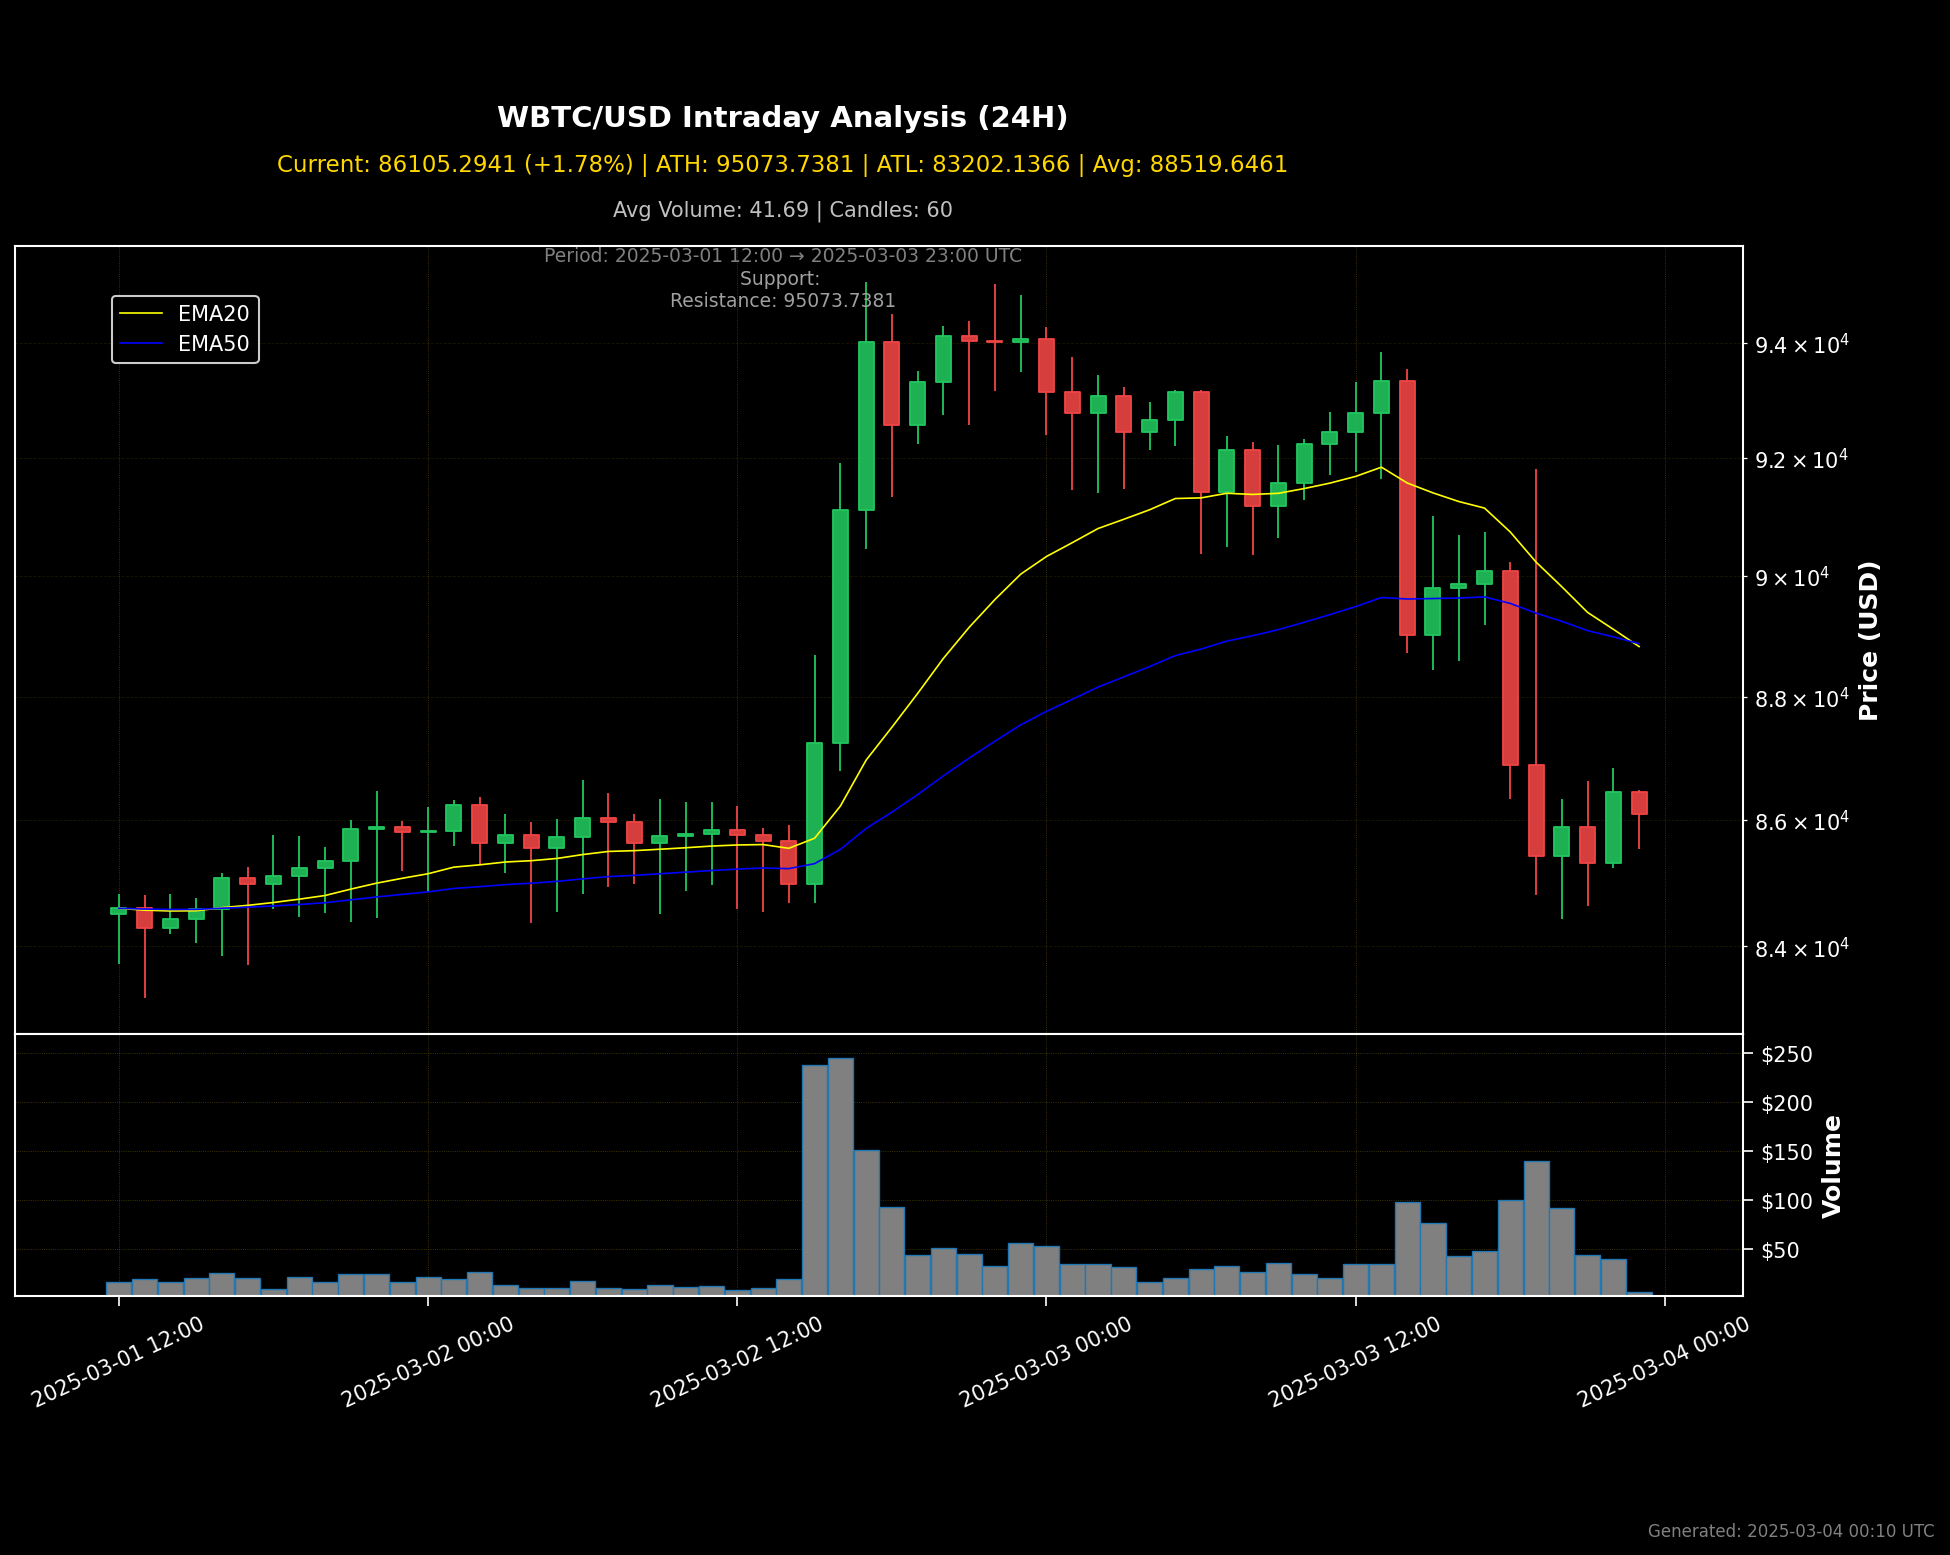 WBTC/USD Intraday Analysis (24H)
Current: 86105.2941 (+1.78%) | ATH: 95073.7381 | ATL: 83202.1366 | Avg: 88519.6461
Avg Volume: 41.69 | Candles: 60
Period: 2025-03-01 12:00 → 2025-03-03 23:00 UTC
Support:
Resistance: 95073.7381
EMA20
EMA50
9.4 × 10⁴
9.2 × 10⁴
9 × 10⁴
8.8 × 10⁴
8.6 × 10⁴
8.4 × 10⁴
Price (USD)
$250
$200
$150
$100
$50
Volume
2025-03-01 12:00
2025-03-02 00:00
2025-03-02 12:00
2025-03-03 00:00
2025-03-03 12:00
2025-03-04 00:00
Generated: 2025-03-04 00:10 UTC